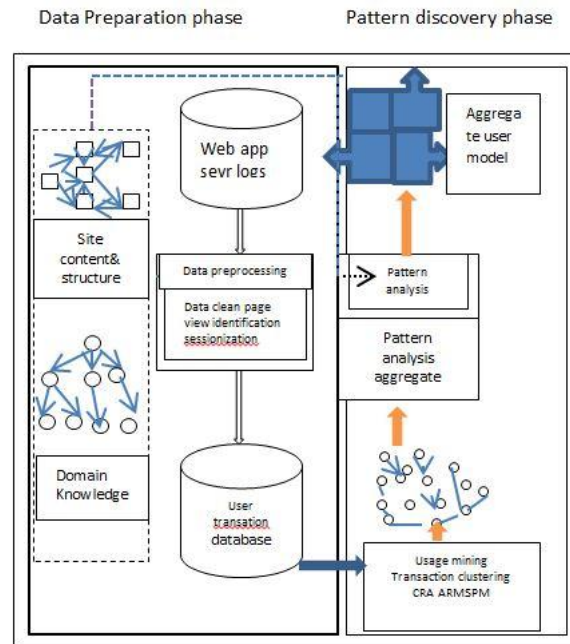 Data Preparation phase
Pattern discovery phase
Web app
sevr logs
Site
content&
structure
Data preprocessing
Data clean page
view identification
sessionization
Domain
Knowledge
User
transation
database
Aggrega
te user
model
Pattern
analysis
Pattern
analysis
aggregate
Usage mining
Transaction clustering
CRA ARMSPM